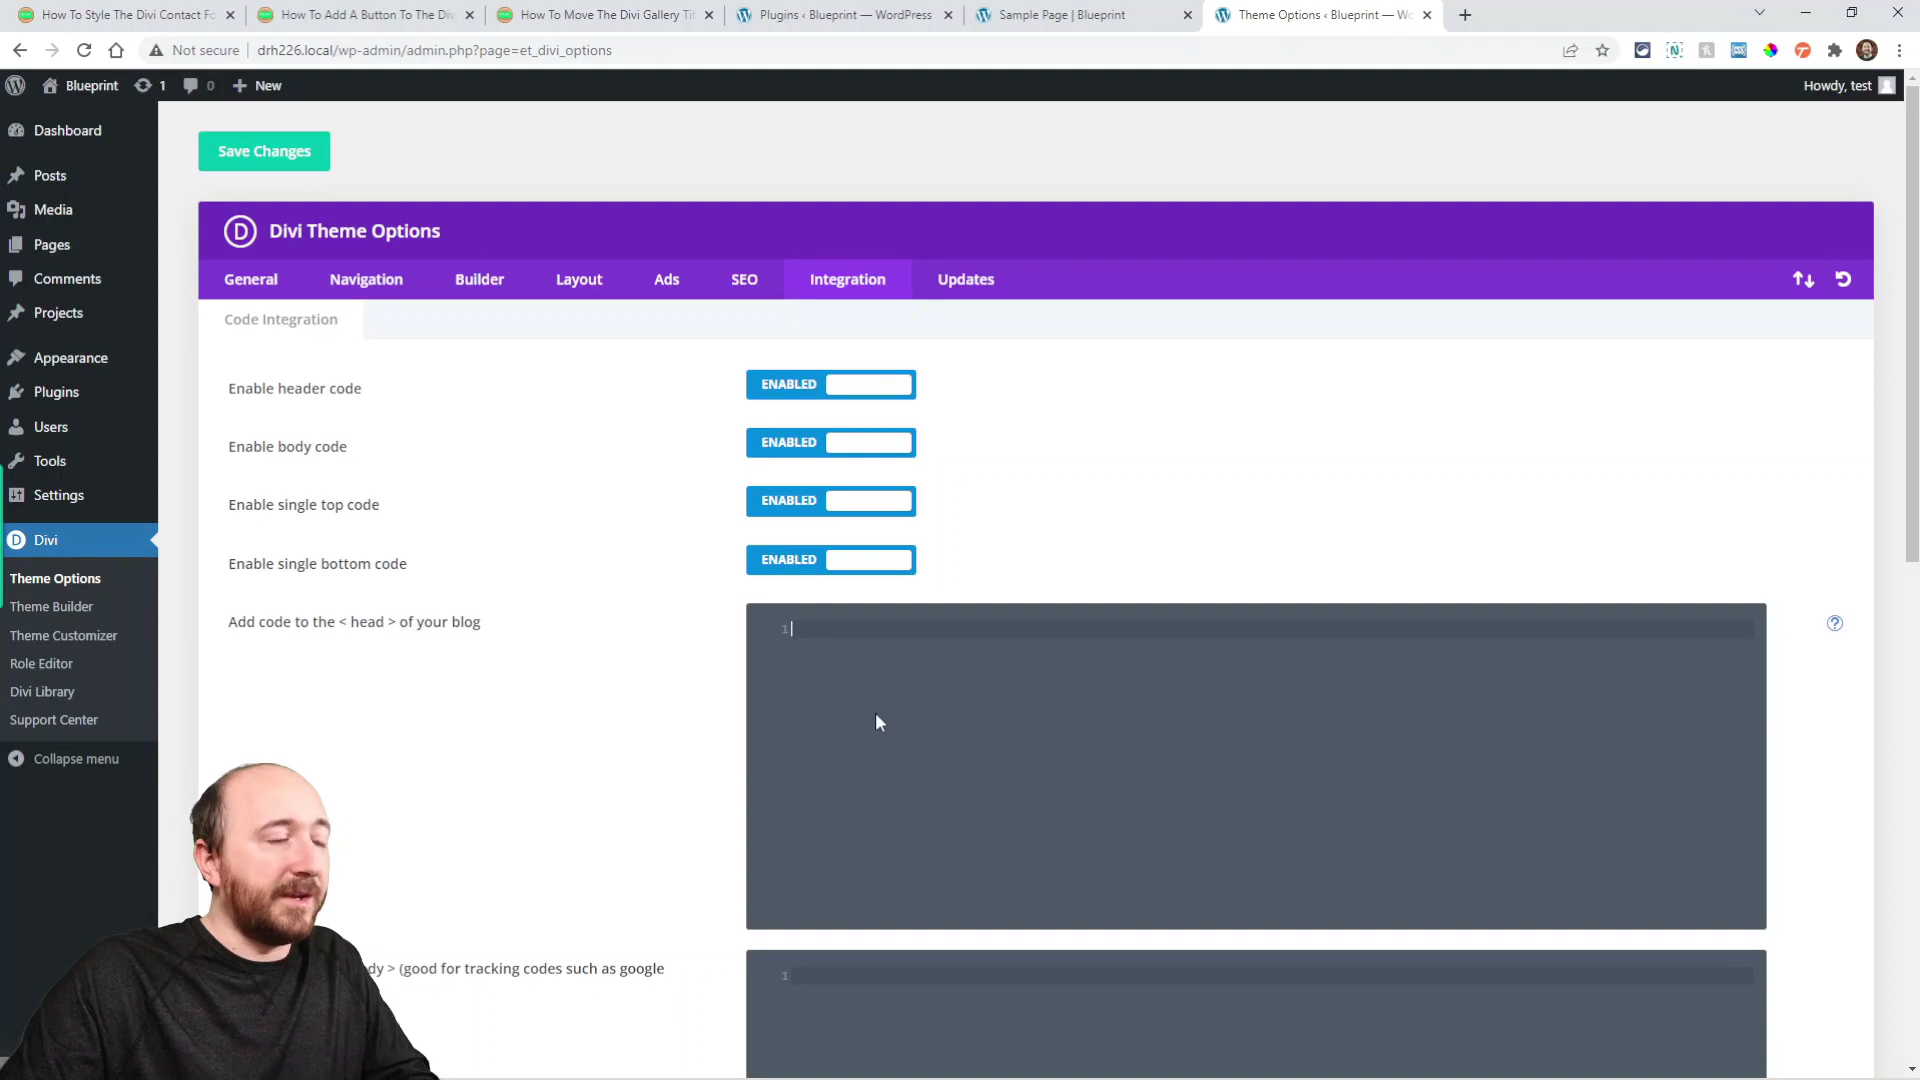 How To Style The Divi Contact Fo
How To Add A Button To The Div
How To Move The Divi Gallery Tit
Plugins ‹ Blueprint — WordPress
Sample Page | Blueprint
Theme Options ‹ Blueprint — Wo
Not secure
drh226.local/wp-admin/admin.php?page=et_divi_options
Blueprint
1
0
New
Howdy, test
Dashboard
Posts
Media
Pages
Comments
Projects
Appearance
Plugins
Users
Tools
Settings
D
Divi
Theme Options
Theme Builder
Theme Customizer
Role Editor
Divi Library
Support Center
Collapse menu
Save Changes
D
Divi Theme Options
General
Navigation
Builder
Layout
Ads
SEO
Integration
Updates
Code Integration
Enable header code
ENABLED
Enable body code
ENABLED
Enable single top code
ENABLED
Enable single bottom code
ENABLED
Add code to the < head > of your blog
1
?
dy > (good for tracking codes such as google
1